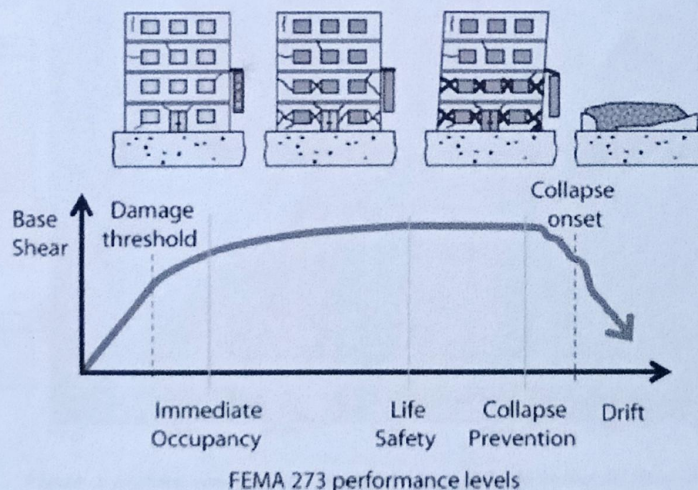 Collapse
onset
Base
Shear
Damage
threshold
Immediate
Occupancy
Life
Safety
Collapse
Prevention
Drift
FEMA 273 performance levels